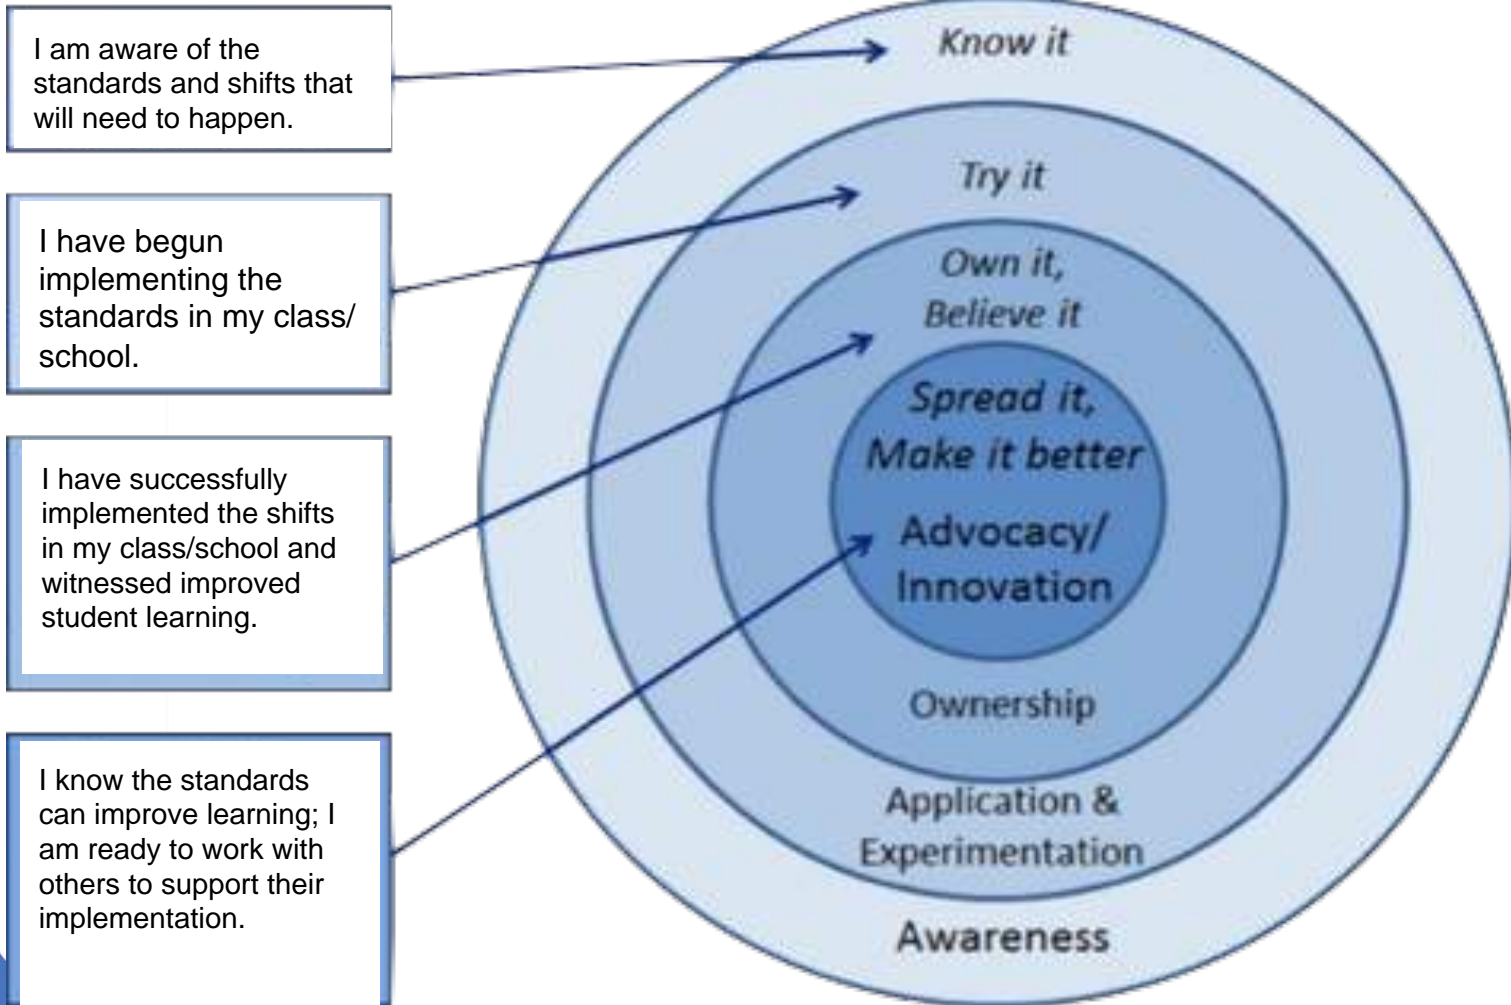 I am aware of the
standards and shifts that
will need to happen.
I have begun
implementing the
standards in my class/
school.
I have successfully
implemented the shifts
in my class/school and
witnessed improved
student learning.
I know the standards
can improve learning; I
am ready to work with
others to support their
implementation.
Know it
Try it
Own it,
Believe it
Spread it,
Make it better
Advocacy/
Innovation
Ownership
Application &
Experimentation
Awareness